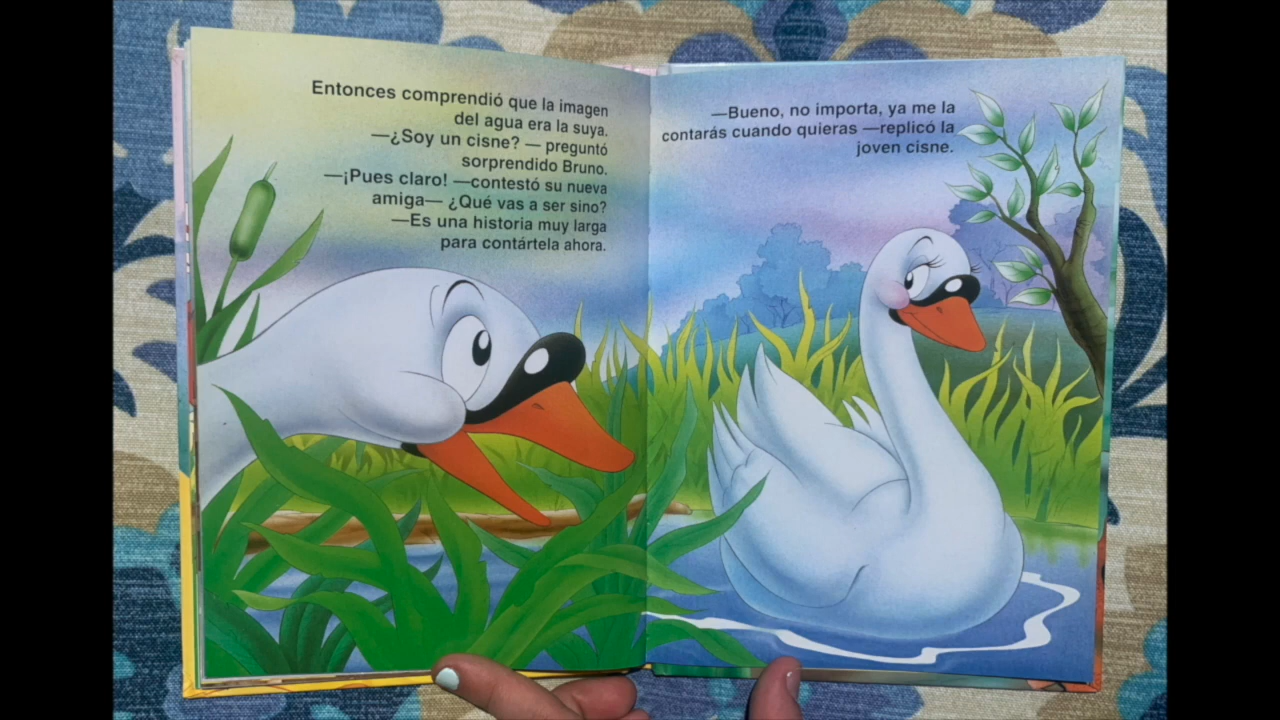 Entonces comprendió que la imagen
del agua era la suya.
—¿Soy un cisne? — preguntó
sorprendido Bruno.
—¡Pues claro! —contestó su nueva
amiga— ¿Qué vas a ser sino?
—Es una historia muy larga
para contártela ahora.
—Bueno, no importa, ya me la
contarás cuando quieras —replicó la
joven cisne.